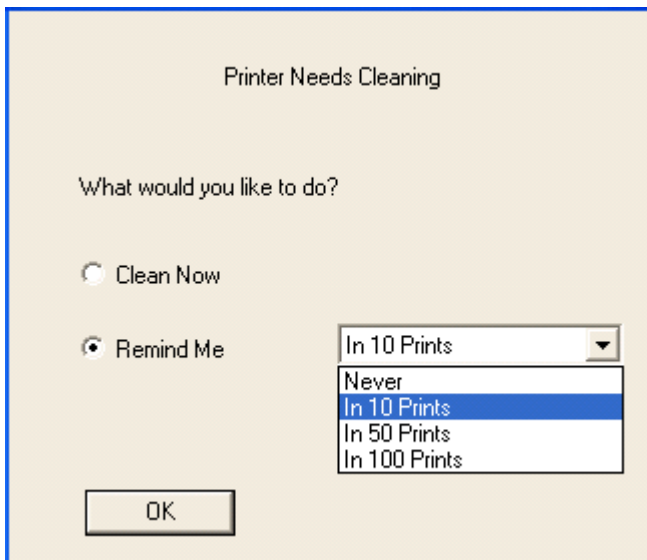 Printer Needs Cleaning
What would you like to do?
Clean Now
Remind Me
In 10 Prints
Never
In 10 Prints
In 50 Prints
In 100 Prints
OK